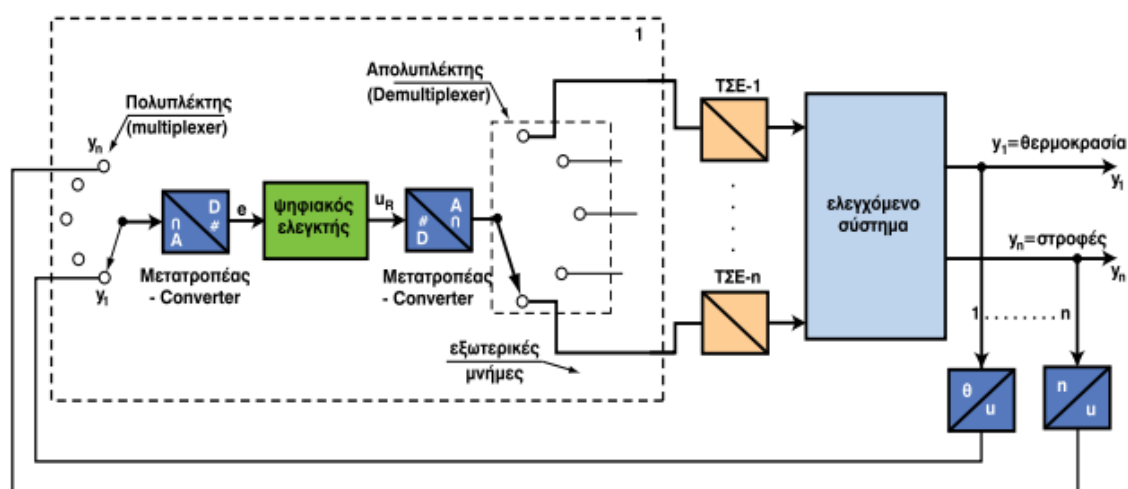 1
Απολυπλέκτης
(Demultiplexer)
Πολυπλέκτης
(multiplexer)
yn
y1
∩
A
D
#
Μετατροπέας
- Converter
e
ψηφιακός
ελεγκτής
uR
#
D
A
∩
Μετατροπέας
- Converter
εξωτερικές
μνήμες
ΤΣΕ-1
ΤΣΕ-n
ελεγχόμενο
σύστημα
y1=θερμοκρασία
y1
yn=στροφές
yn
1 . . . . . . . . n
θ
u
n
u